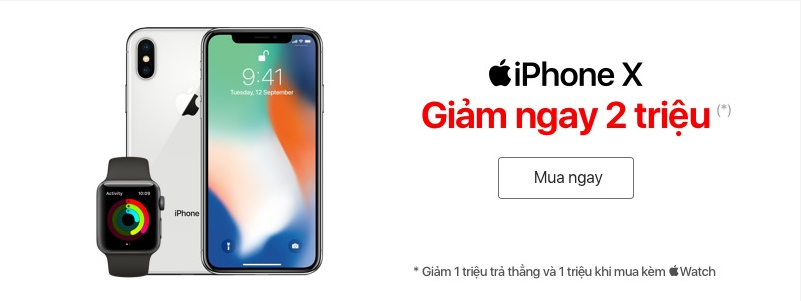 iPhone X
Giảm ngay 2 triệu (*)
Mua ngay
* Giảm 1 triệu trả thẳng và 1 triệu khi mua kèm Watch
9:41
Tuesday, 12 September
iPhone
Activity 10:09